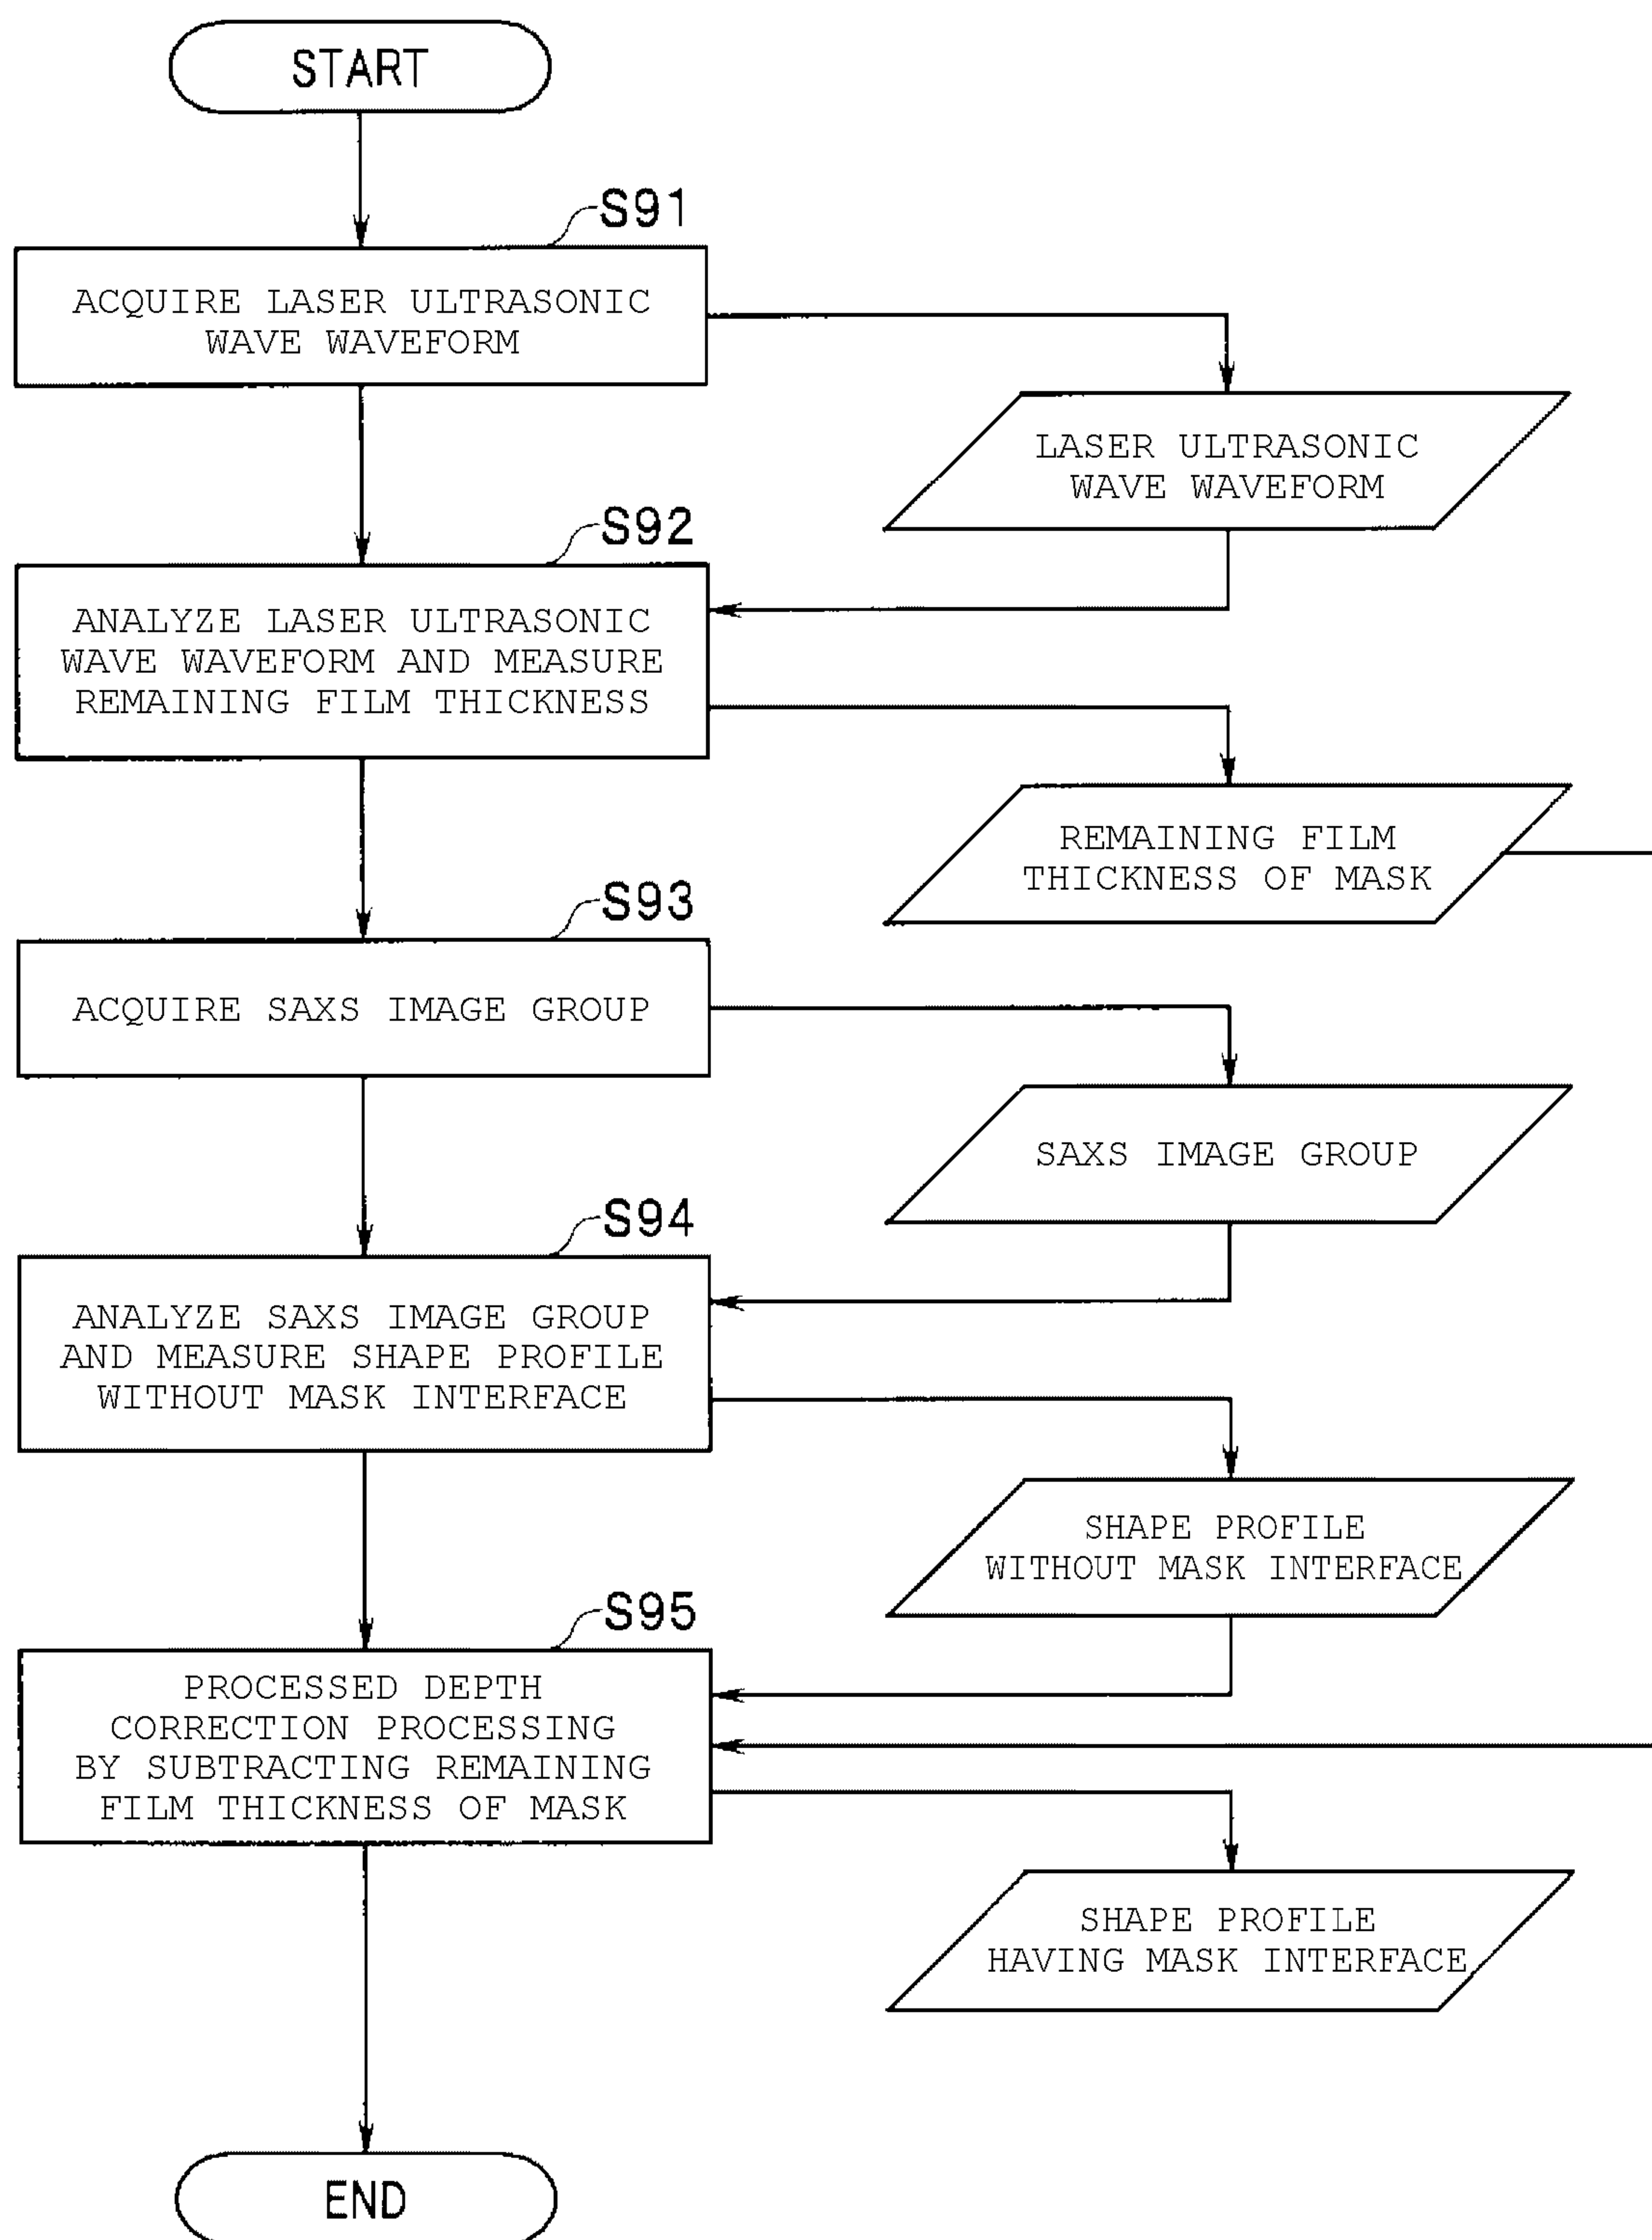 START
S91
ACQUIRE LASER ULTRASONIC
WAVE WAVEFORM
LASER ULTRASONIC
WAVE WAVEFORM
S92
ANALYZE LASER ULTRASONIC
WAVE WAVEFORM AND MEASURE
REMAINING FILM THICKNESS
REMAINING FILM
THICKNESS OF MASK
S93
ACQUIRE SAXS IMAGE GROUP
SAXS IMAGE GROUP
S94
ANALYZE SAXS IMAGE GROUP
AND MEASURE SHAPE PROFILE
WITHOUT MASK INTERFACE
SHAPE PROFILE
WITHOUT MASK INTERFACE
S95
PROCESSED DEPTH
CORRECTION PROCESSING
BY SUBTRACTING REMAINING
FILM THICKNESS OF MASK
SHAPE PROFILE
HAVING MASK INTERFACE
END